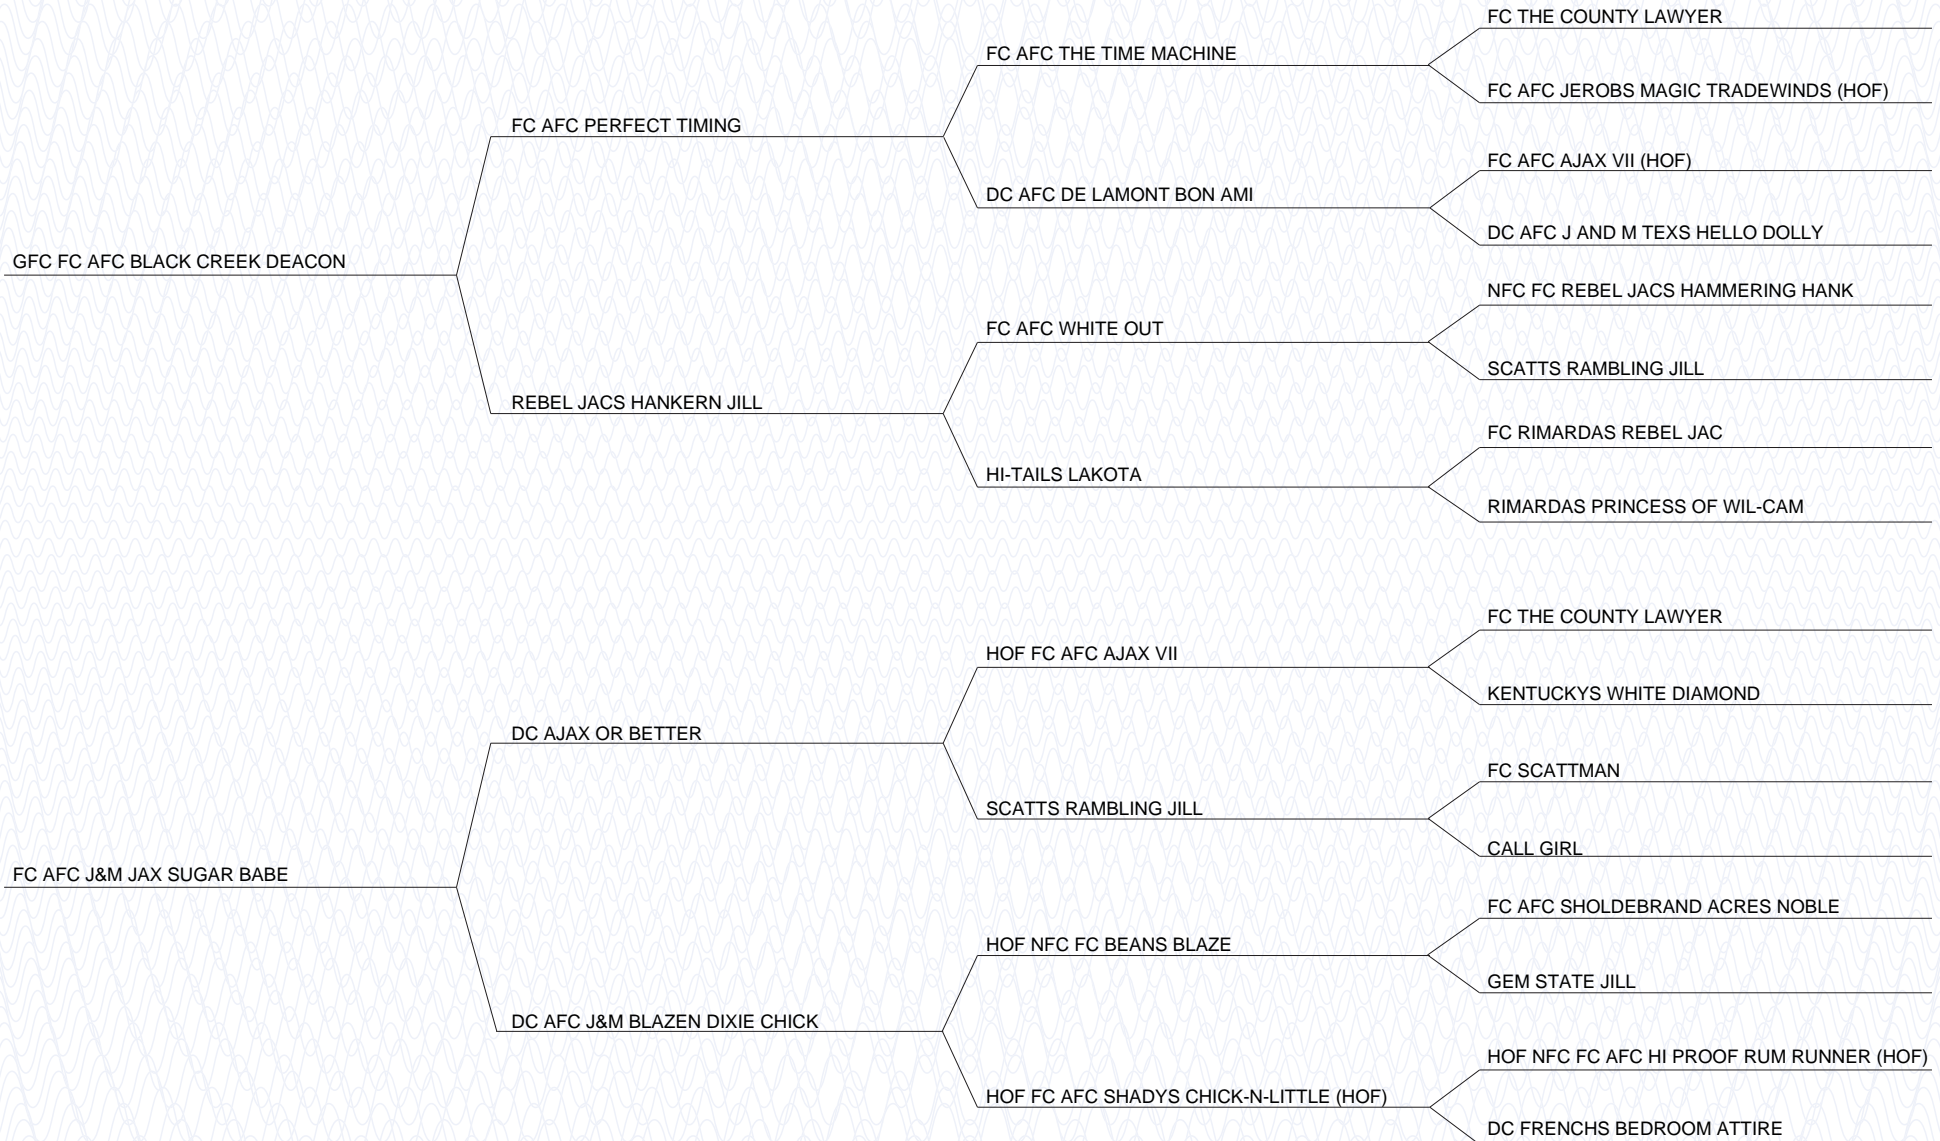 FC THE COUNTY LAWYER
FC AFC THE TIME MACHINE
FC AFC JEROBS MAGIC TRADEWINDS (HOF)
FC AFC PERFECT TIMING
FC AFC AJAX VII (HOF)
DC AFC DE LAMONT BON AMI
DC AFC J AND M TEXS HELLO DOLLY
GFC FC AFC BLACK CREEK DEACON
NFC FC REBEL JACS HAMMERING HANK
FC AFC WHITE OUT
SCATTS RAMBLING JILL
REBEL JACS HANKERN JILL
FC RIMARDAS REBEL JAC
HI-TAILS LAKOTA
RIMARDAS PRINCESS OF WIL-CAM
FC THE COUNTY LAWYER
HOF FC AFC AJAX VII
KENTUCKYS WHITE DIAMOND
DC AJAX OR BETTER
FC SCATTMAN
SCATTS RAMBLING JILL
CALL GIRL
FC AFC J&M JAX SUGAR BABE
FC AFC SHOLDEBRAND ACRES NOBLE
HOF NFC FC BEANS BLAZE
GEM STATE JILL
DC AFC J&M BLAZEN DIXIE CHICK
HOF NFC FC AFC HI PROOF RUM RUNNER (HOF)
HOF FC AFC SHADYS CHICK-N-LITTLE (HOF)
DC FRENCHS BEDROOM ATTIRE